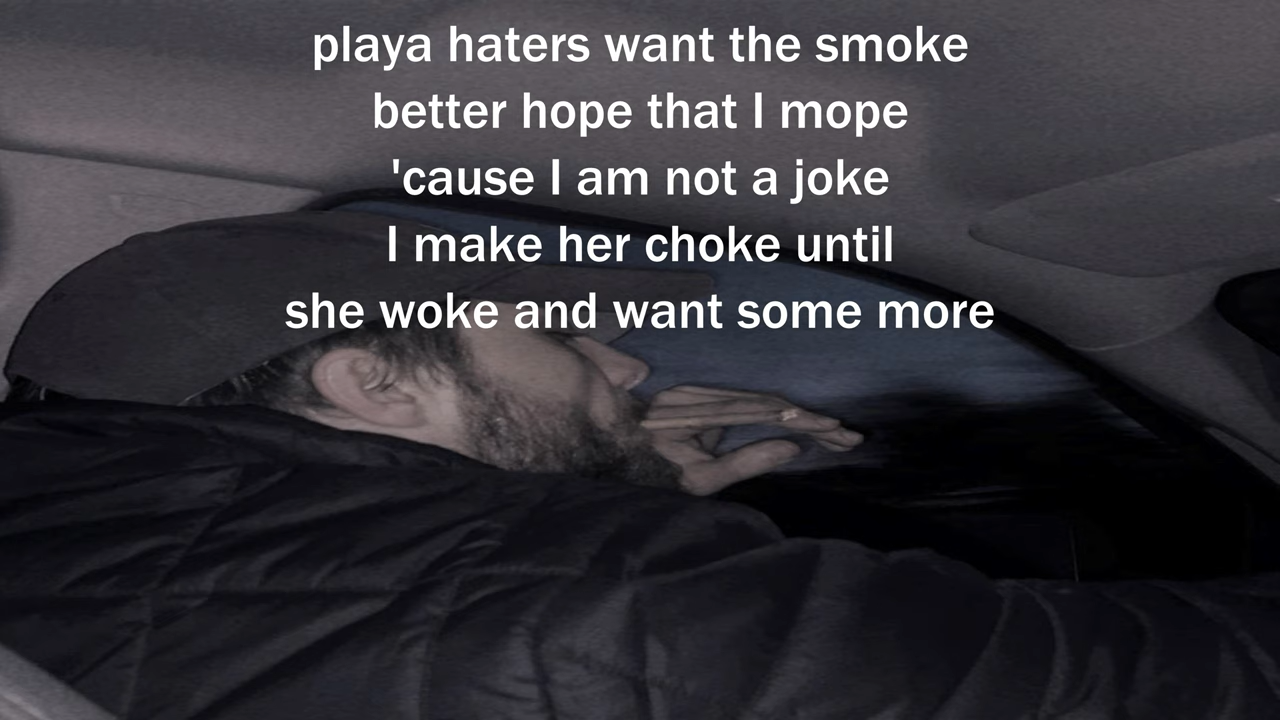 playa haters want the smoke
better hope that I mope
'cause I am not a joke
I make her choke until
she woke and want some more